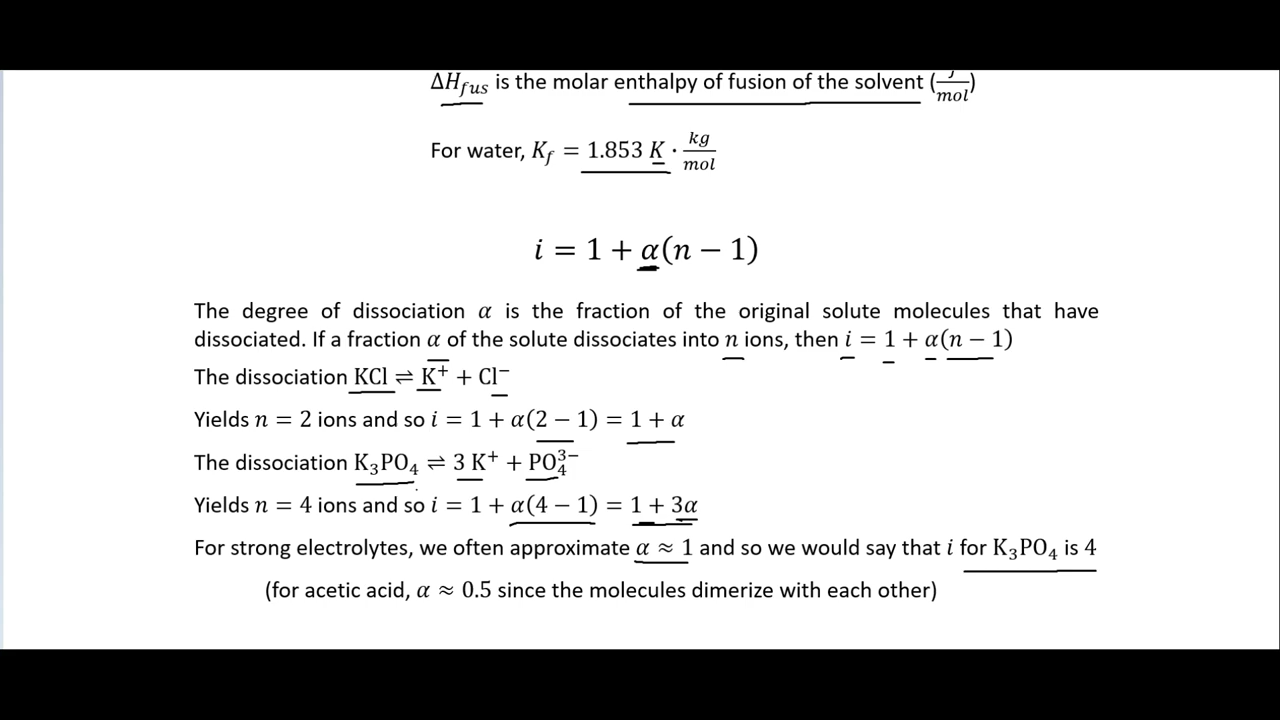 ΔH_fus is the molar enthalpy of fusion of the solvent (J/mol)
For water, K_f = 1.853 K · kg/mol
i = 1 + α(n − 1)
The degree of dissociation α is the fraction of the original solute molecules that have
dissociated. If a fraction α of the solute dissociates into n ions, then i = 1 + α(n − 1)
The dissociation KCl ⇌ K⁺ + Cl⁻
Yields n = 2 ions and so i = 1 + α(2 − 1) = 1 + α
The dissociation K₃PO₄ ⇌ 3 K⁺ + PO₄³⁻
Yields n = 4 ions and so i = 1 + α(4 − 1) = 1 + 3α
For strong electrolytes, we often approximate α ≈ 1 and so we would say that i for K₃PO₄ is 4
(for acetic acid, α ≈ 0.5 since the molecules dimerize with each other)